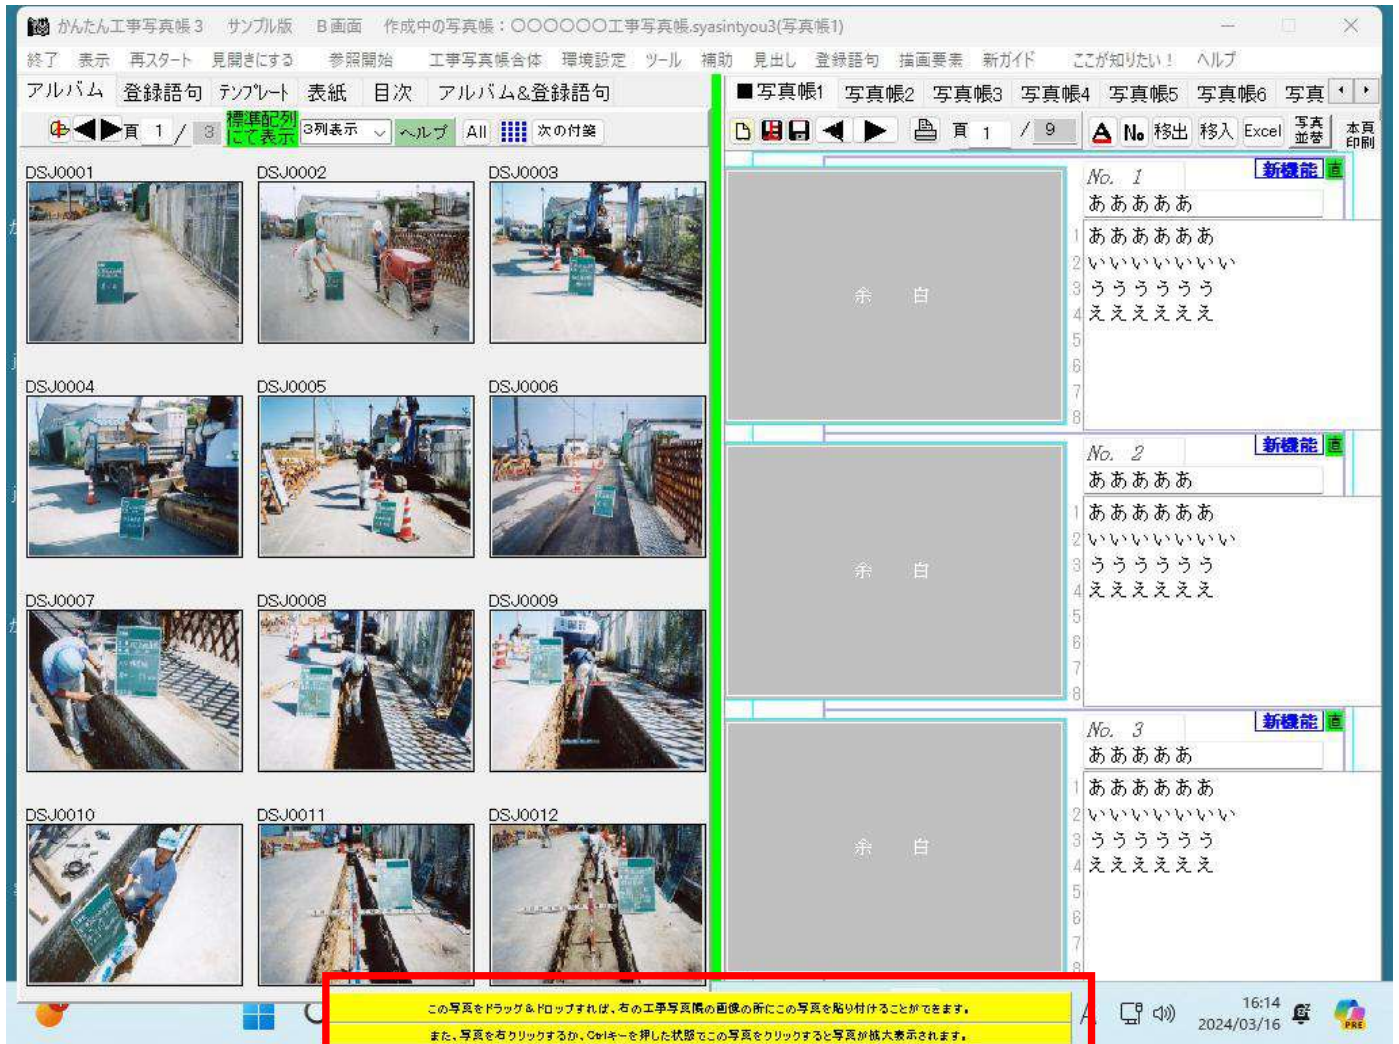 かんたん工事写真帳３ サンプル版 Ｂ画面 作成中の写真帳：〇〇〇〇〇〇工事写真帳.syasintyou3(写真帳1)
終了 表示 再スタート 見開きにする 参照開始 工事写真帳合体 環境設定 ツール 補助 見出し 登録語句 描画要素 新ガイド ここが知りたい！ ヘルプ
アルバム 登録語句 テンプレート 表紙 目次 アルバム&登録語句
■写真帳1 写真帳2 写真帳3 写真帳4 写真帳5 写真帳6 写真
頁 1 / 3 標準配列にて表示 3列表示 ヘルプ All 次の付箋
頁 1 / 9 A No 移出 移入 Excel 写真並替 本頁印刷
DSJ0001 DSJ0002 DSJ0003
DSJ0004 DSJ0005 DSJ0006
DSJ0007 DSJ0008 DSJ0009
DSJ0010 DSJ0011 DSJ0012
余 白
No. 1 新機能 直
あああああ
1 ああああああ
2 いいいいいいい
3 うううううう
4 ええええええ
5
6
7
8
余 白
No. 2 新機能 直
あああああ
1 ああああああ
2 いいいいいいい
3 うううううう
4 ええええええ
5
6
7
8
余 白
No. 3 新機能 直
あああああ
1 ああああああ
2 いいいいいいい
3 うううううう
4 ええええええ
5
6
7
8
この写真をドラッグ＆ドロップすれば、右の工事写真帳の画像の所にこの写真を貼り付けることができます。
また、写真を右クリックするか、Ctrlキーを押した状態でこの写真をクリックすると写真が拡大表示されます。
A 16:14
2024/03/16
PRE